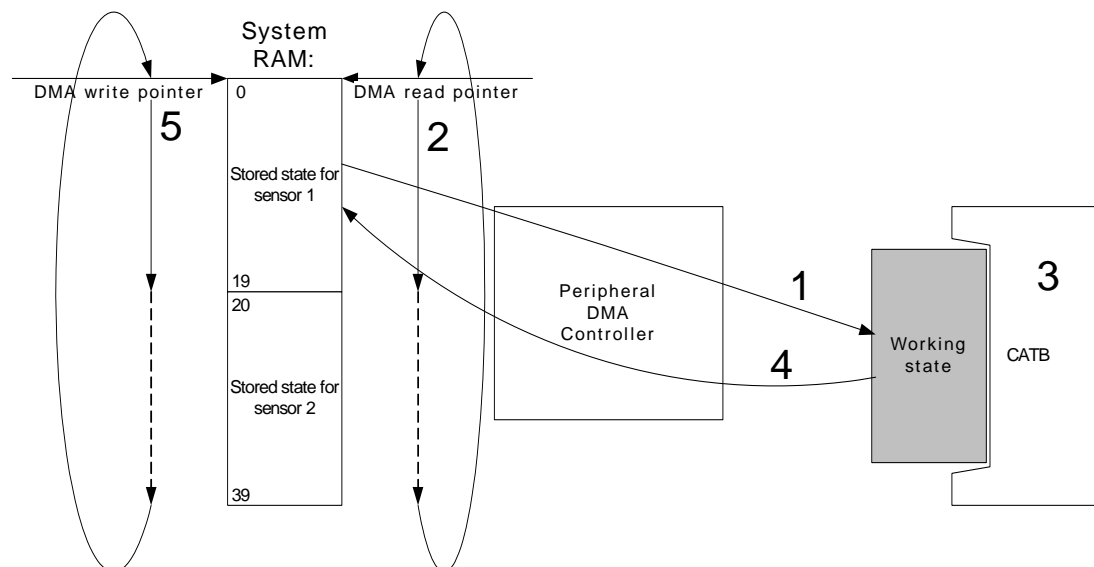 System
RAM:
DMA write pointer
DMA read pointer
0
5
2
Stored state for
sensor 1
19
20
Stored state for
sensor 2
39
Peripheral
DMA
Controller
1
4
Working
state
3
CATB